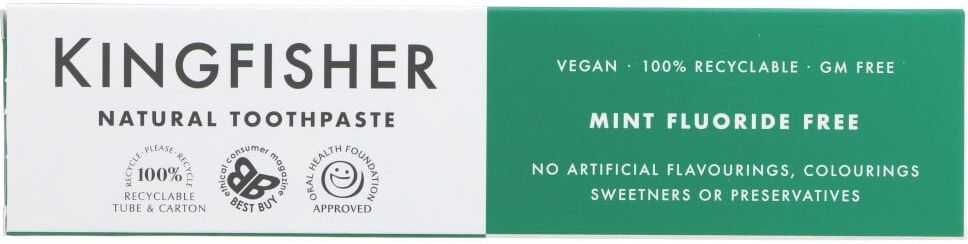 KINGFISHER
NATURAL TOOTHPASTE
RECYCLE · PLEASE · RECYCLE
100%
RECYCLABLE
TUBE & CARTON
ethical consumer magazine
BEST BUY
ORAL HEALTH FOUNDATION
APPROVED
VEGAN · 100% RECYCLABLE · GM FREE
MINT FLUORIDE FREE
NO ARTIFICIAL FLAVOURINGS, COLOURINGS
SWEETNERS OR PRESERVATIVES